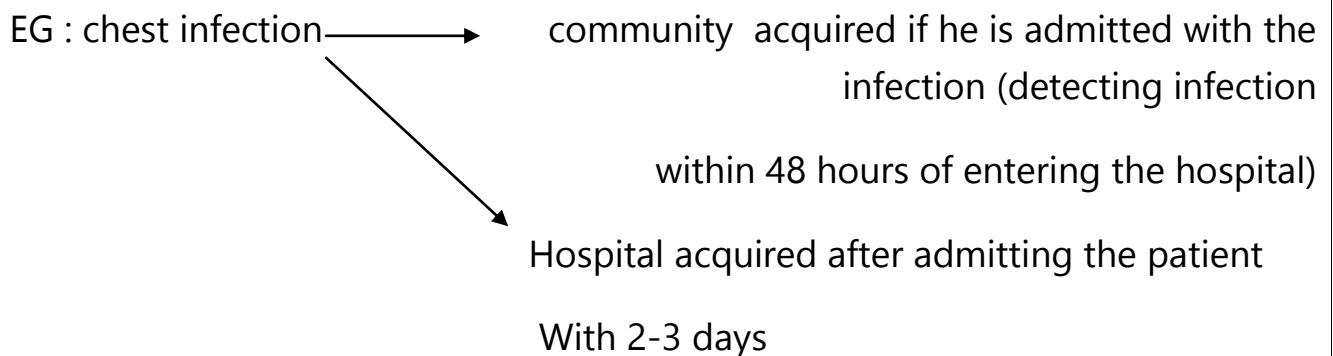 EG : chest infection community acquired if he is admitted with the
infection (detecting infection
within 48 hours of entering the hospital)
Hospital acquired after admitting the patient
With 2-3 days